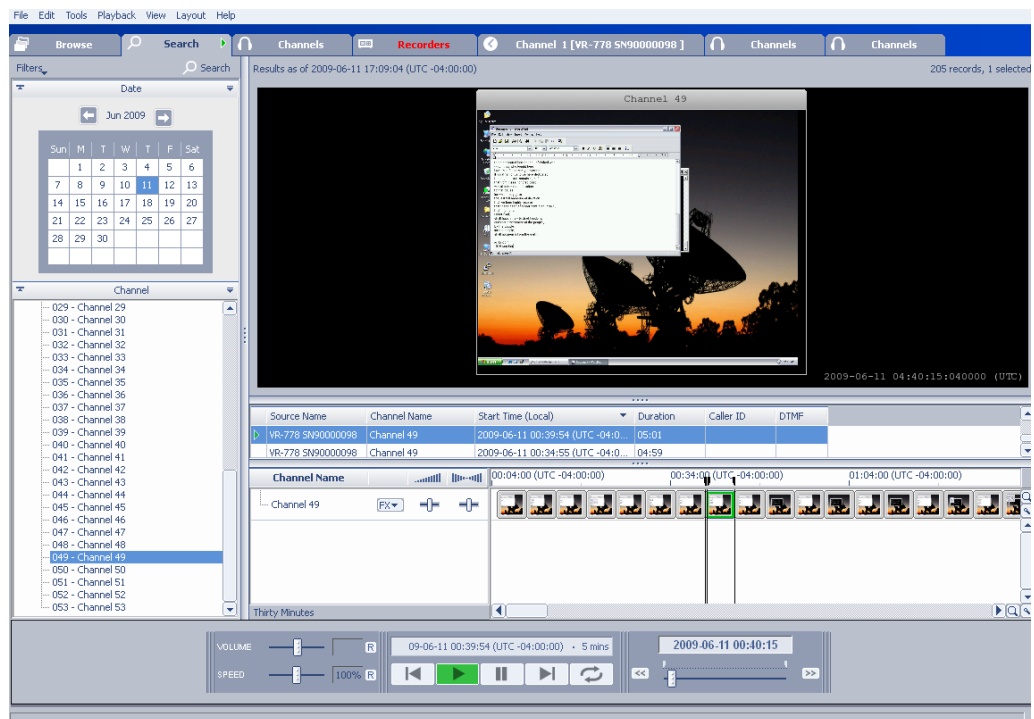 File Edit Tools Playback View Layout Help
Browse Search Channels Recorders Channel 1 [VR-778 SN90000098 ] Channels Channels
Filters Search Results as of 2009-06-11 17:09:04 (UTC -04:00:00) 205 records, 1 selected
Date
Jun 2009
Sun M T W T F Sat
1 2 3 4 5 6
7 8 9 10 11 12 13
14 15 16 17 18 19 20
21 22 23 24 25 26 27
28 29 30
Channel
029 - Channel 29
030 - Channel 30
031 - Channel 31
032 - Channel 32
033 - Channel 33
034 - Channel 34
035 - Channel 35
036 - Channel 36
037 - Channel 37
038 - Channel 38
039 - Channel 39
040 - Channel 40
041 - Channel 41
042 - Channel 42
043 - Channel 43
044 - Channel 44
045 - Channel 45
046 - Channel 46
047 - Channel 47
048 - Channel 48
049 - Channel 49
050 - Channel 50
051 - Channel 51
052 - Channel 52
053 - Channel 53
Channel 49
2009-06-11 04:40:15:040000 (UTC)
Source Name Channel Name Start Time (Local) Duration Caller ID DTMF
VR-778 SN90000098 Channel 49 2009-06-11 00:39:54 (UTC -04:0... 05:01
VR-778 SN90000098 Channel 49 2009-06-11 00:34:55 (UTC -04:0... 04:59
Channel Name 00:04:00 (UTC -04:00:00) 00:34:00 (UTC -04:00:00) 01:04:00 (UTC -04:00:00)
Channel 49 FX
Thirty Minutes
VOLUME R
SPEED 100% R
09-06-11 00:39:54 (UTC -04:00:00) - 5 mins
2009-06-11 00:40:15